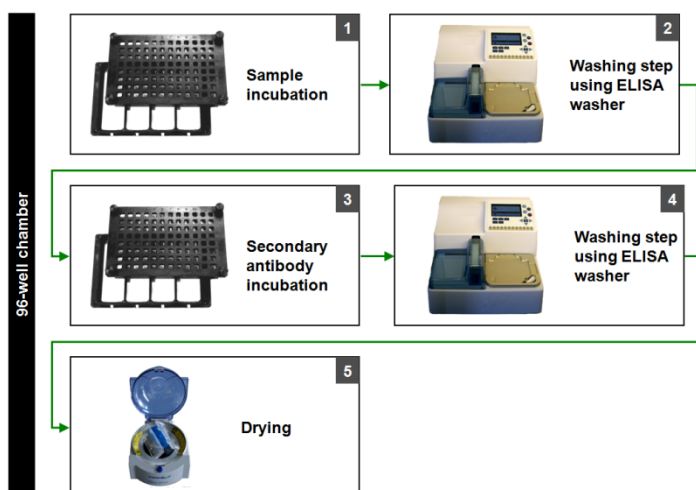 96-well chamber
1
Sample
incubation
2
Washing step
using ELISA
washer
3
Secondary
antibody
incubation
4
Washing step
using ELISA
washer
5
Drying